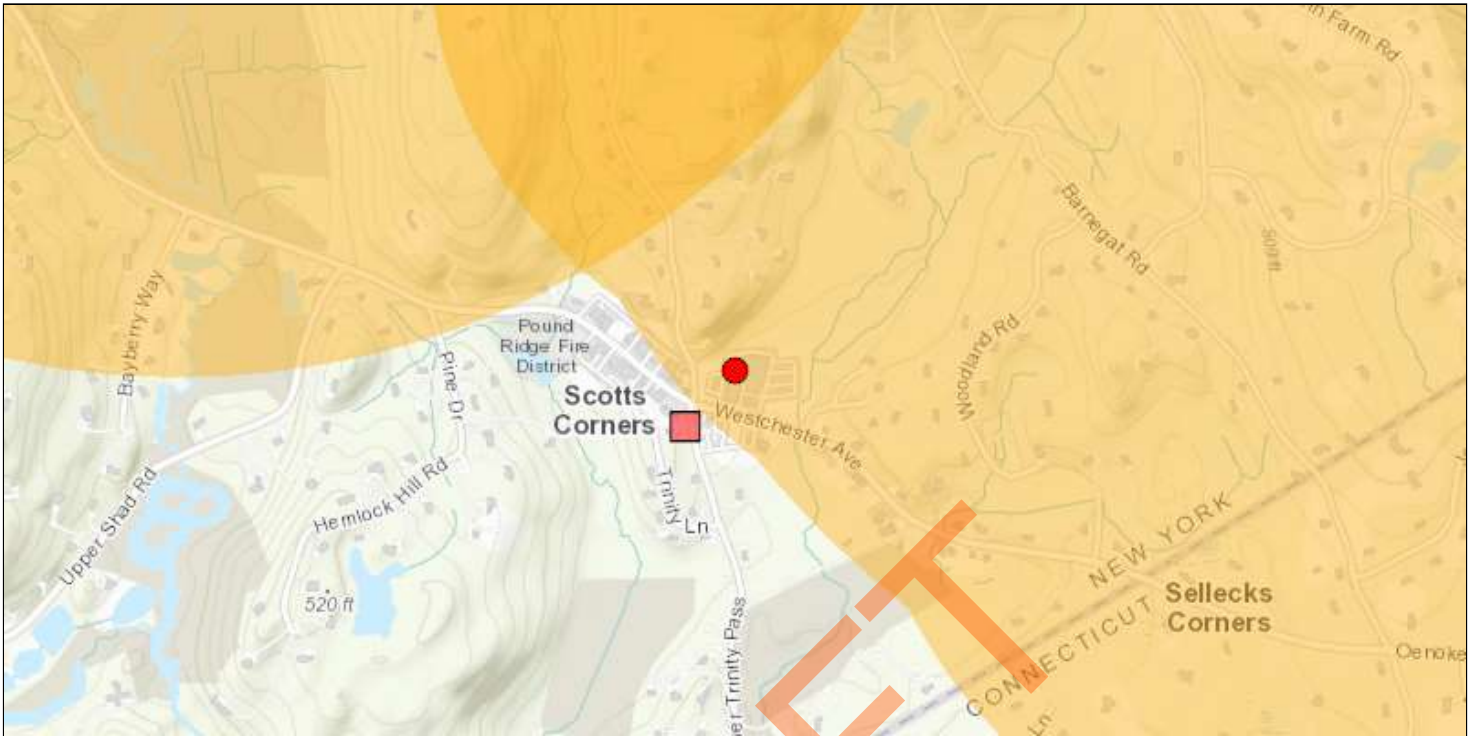 Farm Rd
Barnegat Rd
Bayberry Way
Pound
Ridge Fire
District
Woodland Rd
Pine Dr
Scotts
Corners
Westchester Ave
Hemlock Hill Rd
Upper Shad Rd
Trinity
Ln
NEW YORK
CONNECTICUT
Sellecks
Corners
520 ft
Trinity Pass
Oenoke
Ln